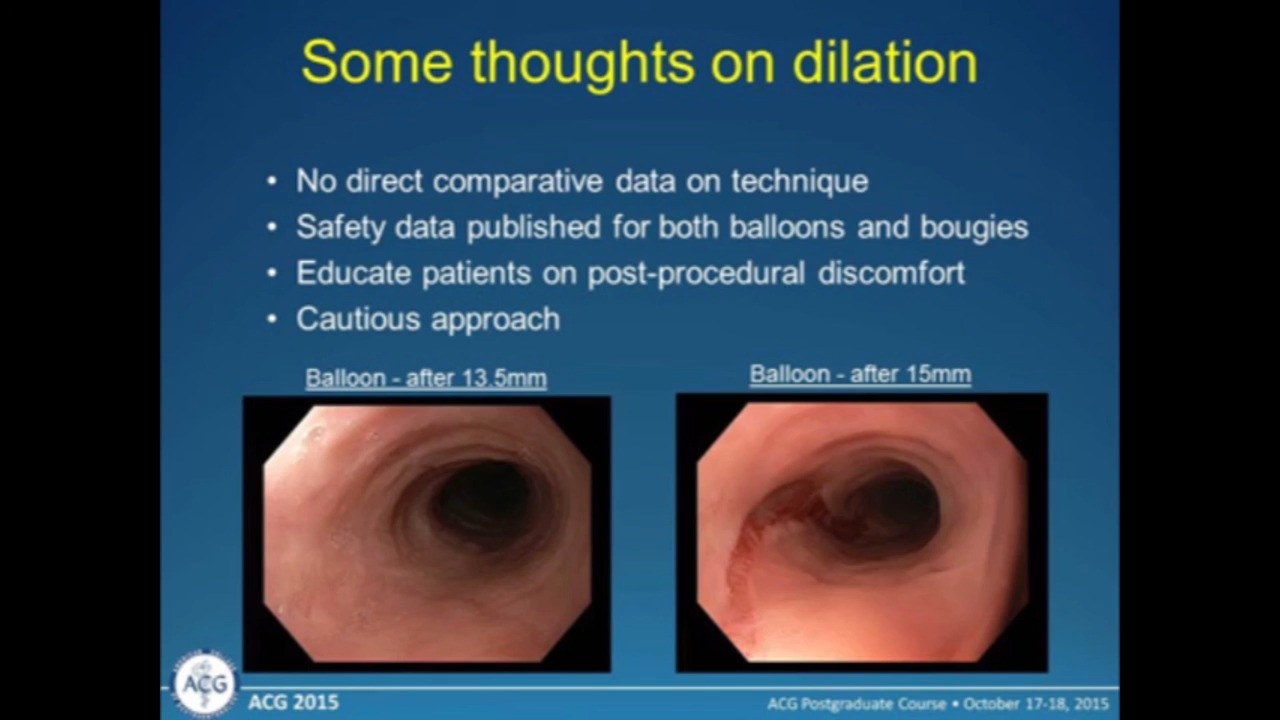 Some thoughts on dilation
• No direct comparative data on technique
• Safety data published for both balloons and bougies
• Educate patients on post-procedural discomfort
• Cautious approach
Balloon - after 13.5mm
Balloon - after 15mm
ACG
ACG 2015
ACG Postgraduate Course • October 17-18, 2015